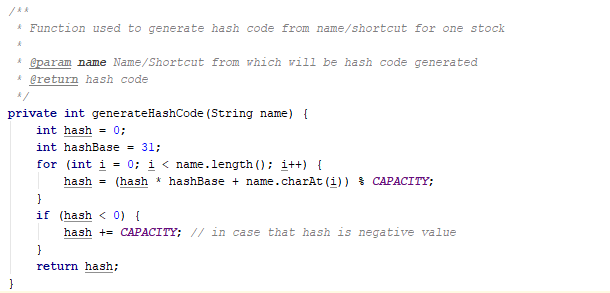 /**
 * Function used to generate hash code from name/shortcut for one stock
 *
 * @param name Name/Shortcut from which will be hash code generated
 * @return hash code
 */
private int generateHashCode(String name) {
    int hash = 0;
    int hashBase = 31;
    for (int i = 0; i < name.length(); i++) {
        hash = (hash * hashBase + name.charAt(i)) % CAPACITY;
    }
    if (hash < 0) {
        hash += CAPACITY; // in case that hash is negative value
    }
    return hash;
}